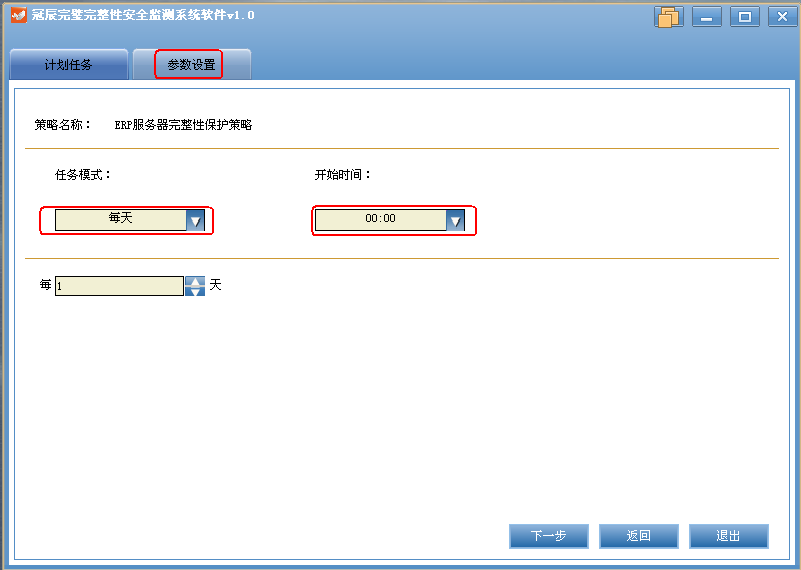 冠辰完璧完整性安全监测系统软件v1.0
计划任务 参数设置
策略名称： ERP服务器完整性保护策略
任务模式： 开始时间：
每天 00:00
每 1 天
下一步 返回 退出